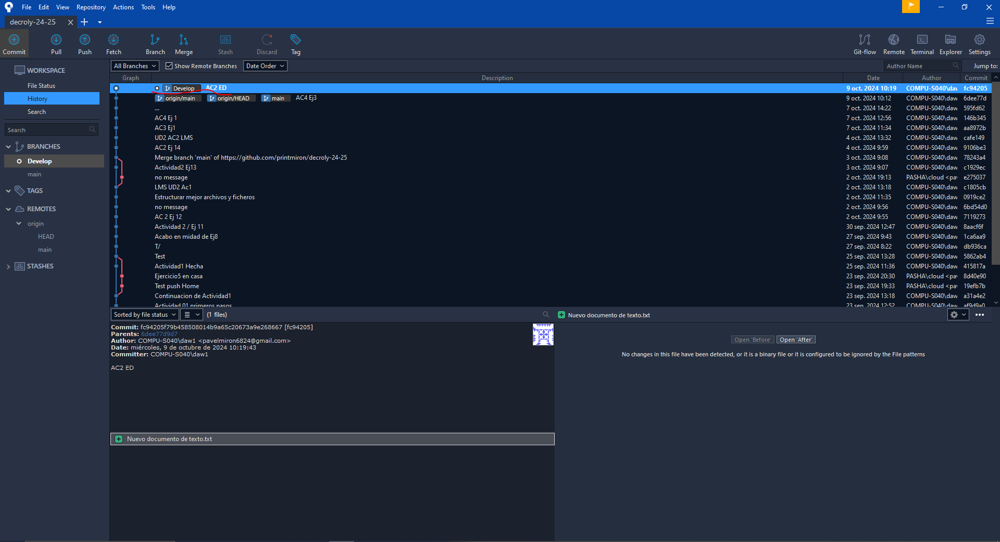 File Edit View Repository Actions Tools Help
decroly-24-25
Commit Pull Push Fetch Branch Merge Stash Discard Tag Git-flow Remote Terminal Explorer Settings
WORKSPACE
File Status
History
Search
Search
BRANCHES
Develop
main
TAGS
REMOTES
origin
HEAD
main
STASHES
All Branches Show Remote Branches Date Order Author Name Jump to:
Graph Description Date Author Commit
Develop AC2 ED 9 oct. 2024 10:19 COMPU-S040\daw fc94205
origin/main origin/HEAD main AC4 Ej3 9 oct. 2024 10:12 COMPU-S040\daw 6dee77d
... 7 oct. 2024 14:22 COMPU-S040\daw 595fd62
AC4 Ej 1 7 oct. 2024 12:56 COMPU-S040\daw 146b345
AC3 Ej1 7 oct. 2024 11:34 COMPU-S040\daw aa8972b
UD2 AC2 LMS 4 oct. 2024 13:32 COMPU-S040\daw cafe149
AC2 Ej 14 4 oct. 2024 9:59 COMPU-S040\daw 9106be3
Merge branch 'main' of https://github.com/printmiron/decroly-24-25 3 oct. 2024 9:08 COMPU-S040\daw 78243a4
Actividad2 Ej13 3 oct. 2024 9:07 COMPU-S040\daw c1929ec
no message 2 oct. 2024 19:13 PASHA\cloud <pav e275037
LMS UD2 Ac1 2 oct. 2024 13:18 COMPU-S040\daw c1805cb
Estructurar mejor archivos y ficheros 2 oct. 2024 11:35 COMPU-S040\daw 0919ce2
no message 2 oct. 2024 9:56 COMPU-S040\daw 6bd54d0
AC 2 Ej 12 2 oct. 2024 9:55 COMPU-S040\daw 7119273
Actividad 2 / Ej 11 30 sep. 2024 12:47 COMPU-S040\daw 8aacf6f
Acabo en midad de Ej8 27 sep. 2024 9:43 COMPU-S040\daw 1ca6aa9
T/ 27 sep. 2024 8:22 COMPU-S040\daw db936ca
Test 25 sep. 2024 13:28 COMPU-S040\daw 5862ab4
Actividad1 Hecha 25 sep. 2024 11:36 COMPU-S040\daw 415817a
Ejercicio5 en casa 23 sep. 2024 20:30 PASHA\cloud <pav 8d40e90
Test push Home 23 sep. 2024 19:33 PASHA\cloud <pav 19efb7b
Continuacion de Actividad1 23 sep. 2024 13:18 COMPU-S040\daw a31a4e2
Actividad 01 primeros pasos 23 sep. 2024 12:52 COMPU-S040\daw af9d9a0
Sorted by file status (1 files)
Commit: fc94205f79b458508014b9a65c20673a9e268667 [fc94205]
Parents: 6dee77d9d7
Author: COMPU-S040\daw1 <pavelmiron6824@gmail.com>
Date: miércoles, 9 de octubre de 2024 10:19:43
Committer: COMPU-S040\daw1
AC2 ED
Nuevo documento de texto.txt
Nuevo documento de texto.txt
Open 'Before' Open 'After'
No changes in this file have been detected, or it is a binary file or it is configured to be ignored by the File patterns